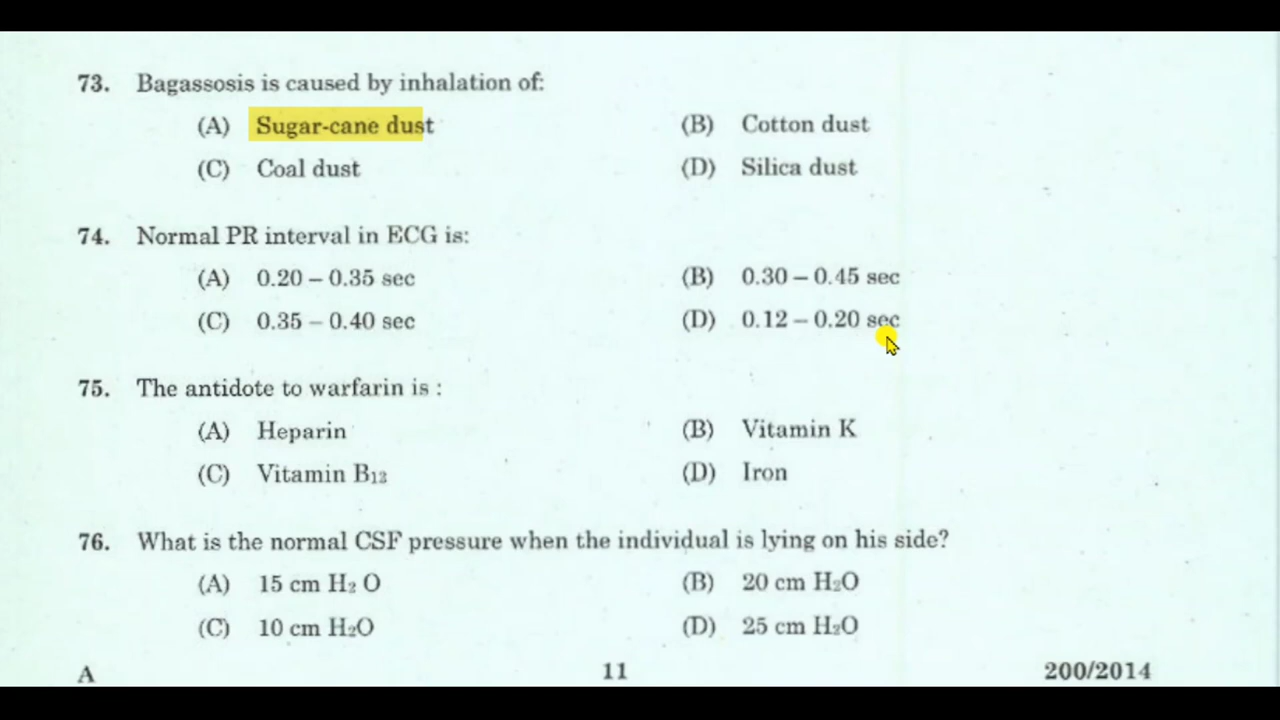 73. Bagassosis is caused by inhalation of:
(A) Sugar-cane dust (B) Cotton dust
(C) Coal dust (D) Silica dust
74. Normal PR interval in ECG is:
(A) 0.20 – 0.35 sec (B) 0.30 – 0.45 sec
(C) 0.35 – 0.40 sec (D) 0.12 – 0.20 sec
75. The antidote to warfarin is :
(A) Heparin (B) Vitamin K
(C) Vitamin B₁₂ (D) Iron
76. What is the normal CSF pressure when the individual is lying on his side?
(A) 15 cm H₂ O (B) 20 cm H₂O
(C) 10 cm H₂O (D) 25 cm H₂O
A 11 200/2014